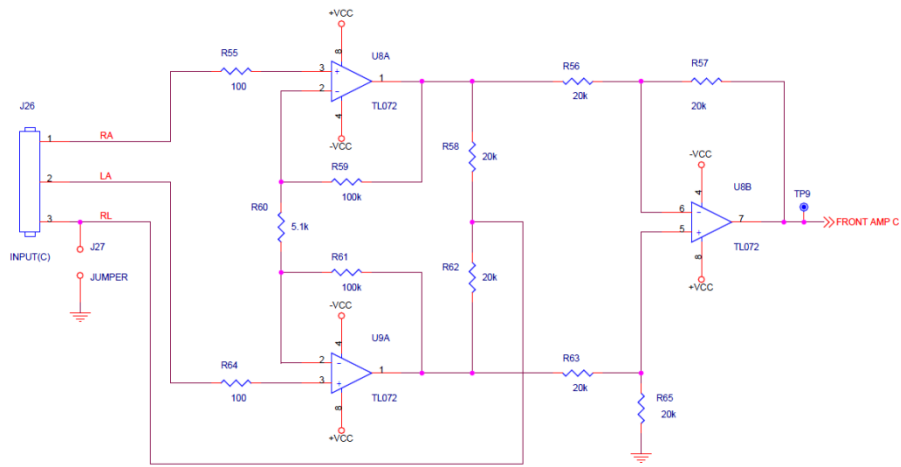 +VCC
R55
100
8
U8A
3
+
1
2
−
TL072
4
-VCC
R56
20k
R57
20k
J26
1
RA
2
LA
3
RL
INPUT(C)
J27
JUMPER
R59
100k
R58
20k
R60
5.1k
R61
100k
R62
20k
-VCC
4
U8B
6
−
7
5
+
TL072
8
+VCC
TP9
FRONT AMP C
-VCC
4
U9A
2
−
1
3
+
TL072
8
+VCC
R64
100
R63
20k
R65
20k